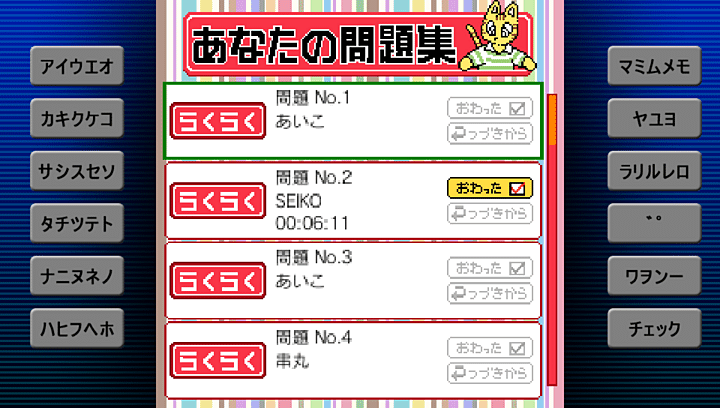 あなたの問題集
アイウエオ
カキクケコ
サシスセソ
タチツテト
ナニヌネノ
ハヒフヘホ
らくらく
問題 No.1
あいこ
おわった
つづきから
らくらく
問題 No.2
SEIKO
00:06:11
おわった
つづきから
らくらく
問題 No.3
あいこ
おわった
つづきから
らくらく
問題 No.4
串丸
おわった
つづきから
マミムメモ
ヤユヨ
ラリルレロ
゛゜
ワヲンー
チェック